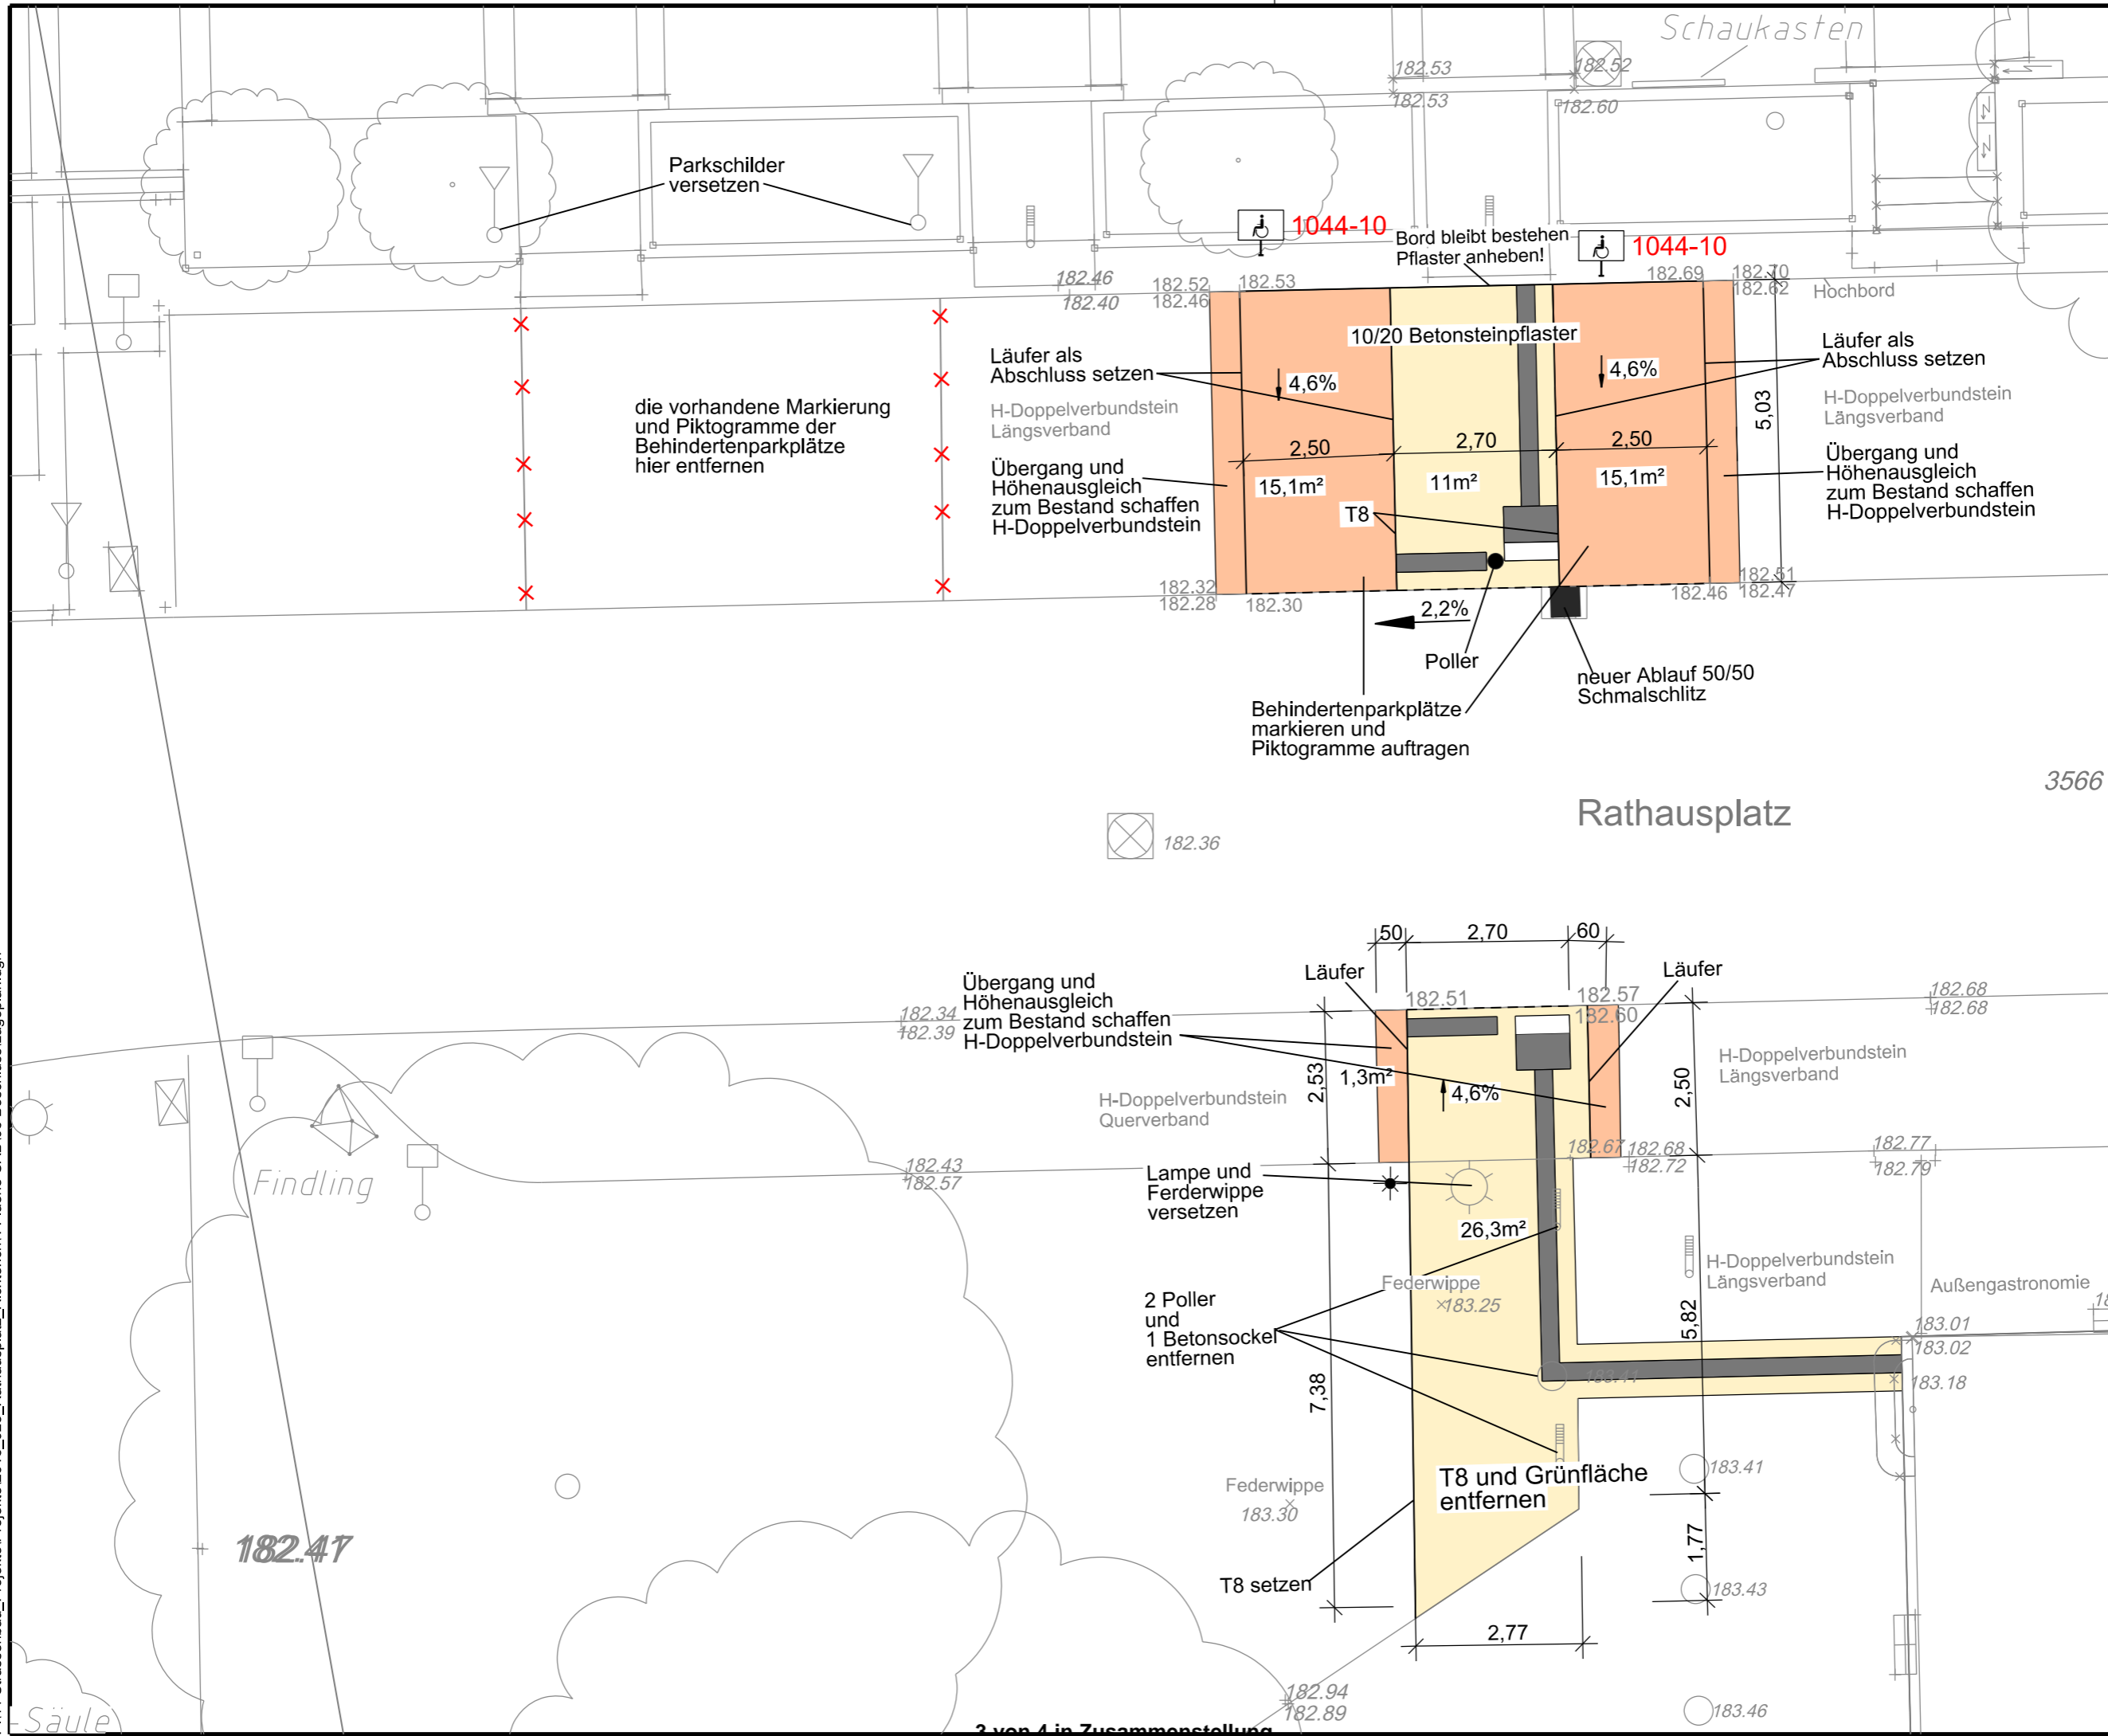 Schaukasten
182.53
182.52
182.53
182.60
Parkschilder
versetzen
1044-10
Bord bleibt bestehen
Pflaster anheben!
1044-10
182.46
182.40
182.52
182.46
182.53
182.69
182.70
182.62
Hochbord
10/20 Betonsteinpflaster
Läufer als
Abschluss setzen
4,6%
4,6%
Läufer als
Abschluss setzen
H-Doppelverbundstein
Längsverband
H-Doppelverbundstein
Längsverband
5,03
die vorhandene Markierung
und Piktogramme der
Behindertenparkplätze
hier entfernen
2,50
2,70
2,50
Übergang und
Höhenausgleich
zum Bestand schaffen
H-Doppelverbundstein
15,1m²
11m²
15,1m²
Übergang und
Höhenausgleich
zum Bestand schaffen
H-Doppelverbundstein
T8
182.32
182.28
182.30
182.46
182.51
182.47
2,2%
Poller
neuer Ablauf 50/50
Schmalschlitz
Behindertenparkplätze
markieren und
Piktogramme auftragen
3566
Rathausplatz
182.36
50
2,70
60
Läufer
Läufer
Übergang und
Höhenausgleich
zum Bestand schaffen
H-Doppelverbundstein
182.34
182.39
182.51
182.57
182.60
182.68
182.68
2,53
1,3m²
4,6%
2,50
H-Doppelverbundstein
Längsverband
H-Doppelverbundstein
Querverband
182.43
182.57
182.67
182.68
182.72
182.77
182.79
Findling
Lampe und
Ferderwippe
versetzen
26,3m²
H-Doppelverbundstein
Längsverband
Außengastronomie
Federwippe
183.25
2 Poller
und
1 Betonsockel
entfernen
5,82
183.01
183.02
183.18
183.41
7,38
T8 und Grünfläche
entfernen
183.41
Federwippe
183.30
1,77
T8 setzen
183.43
2,77
182.94
182.89
183.46
-Säule
3 von 4 in Zusammenstellung